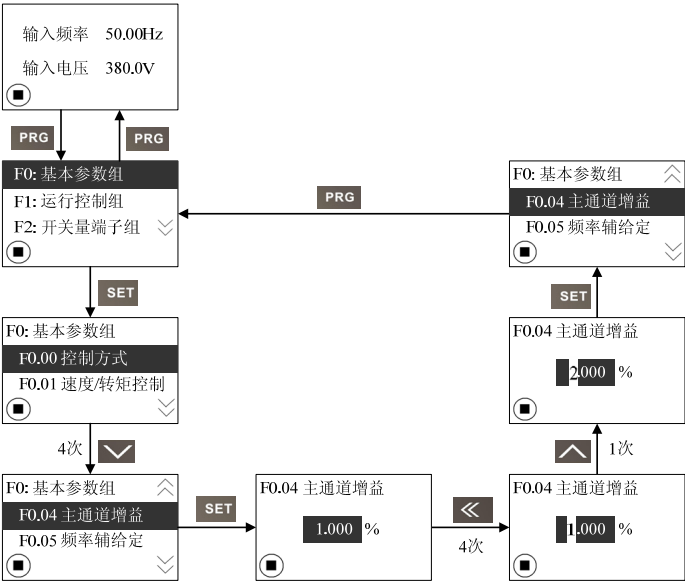 输入频率 50.00Hz
输入电压 380.0V
PRG
PRG
F0: 基本参数组
F1: 运行控制组
F2: 开关量端子组
SET
F0: 基本参数组
F0.00 控制方式
F0.01 速度/转矩控制
4次
F0: 基本参数组
F0.04 主通道增益
F0.05 频率辅给定
SET
F0.04 主通道增益
1.000 %
4次
F0.04 主通道增益
1.000 %
1次
F0.04 主通道增益
2.000 %
SET
F0: 基本参数组
F0.04 主通道增益
F0.05 频率辅给定
PRG